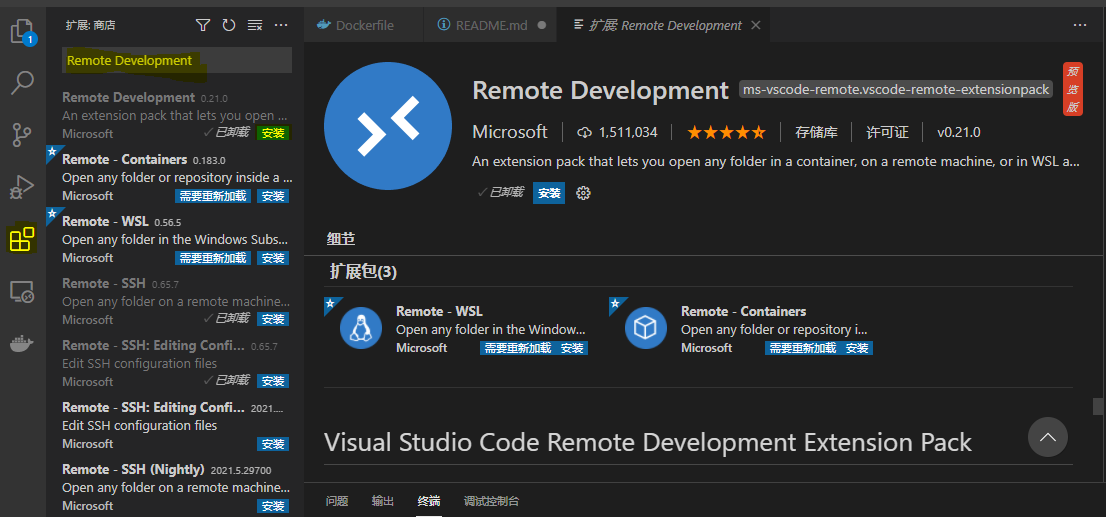 扩展: 商店
Dockerfile
README.md
扩展: Remote Development
1
Remote Development
Remote Development 0.21.0
An extension pack that lets you open ...
Microsoft 已卸载 安装
Remote - Containers 0.183.0
Open any folder or repository inside a ...
Microsoft 需要重新加载 安装
Remote - WSL 0.56.5
Open any folder in the Windows Subs...
Microsoft 需要重新加载 安装
Remote - SSH 0.65.7
Open any folder on a remote machine...
Microsoft 已卸载 安装
Remote - SSH: Editing Confi... 0.65.7
Edit SSH configuration files
Microsoft 已卸载 安装
Remote - SSH: Editing Confi... 2021....
Edit SSH configuration files
Microsoft 安装
Remote - SSH (Nightly) 2021.5.29700
Open any folder on a remote machine...
Microsoft 安装
Remote Development ms-vscode-remote.vscode-remote-extensionpack
预览版
Microsoft 1,511,034 存储库 许可证 v0.21.0
An extension pack that lets you open any folder in a container, on a remote machine, or in WSL a...
已卸载 安装
细节
扩展包(3)
Remote - WSL
Open any folder in the Window...
Microsoft 需要重新加载 安装
Remote - Containers
Open any folder or repository i...
Microsoft 需要重新加载 安装
Visual Studio Code Remote Development Extension Pack
问题 输出 终端 调试控制台